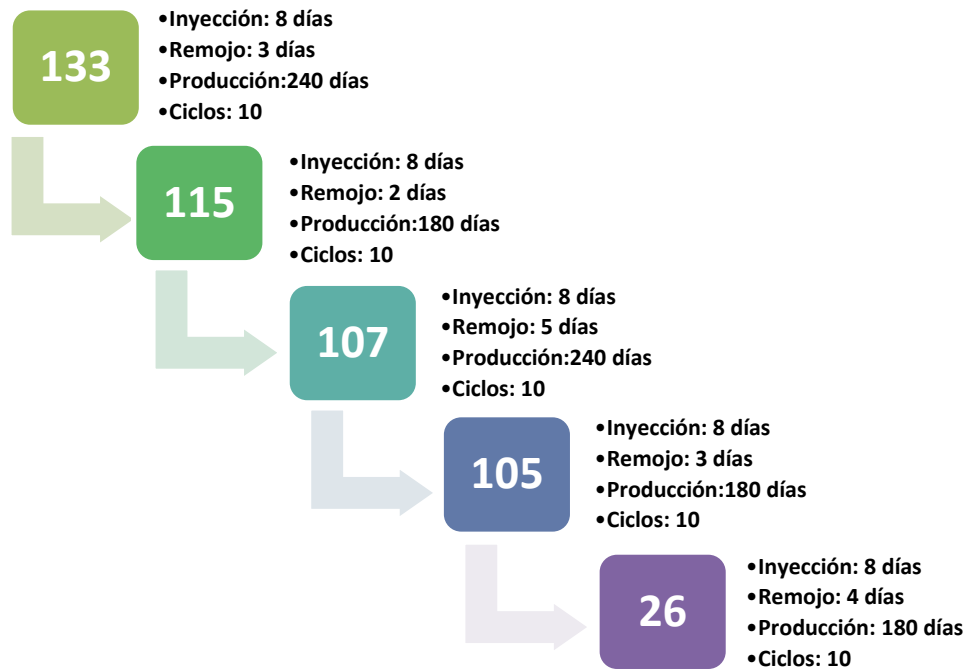 133
•Inyección: 8 días
•Remojo: 3 días
•Producción:240 días
•Ciclos: 10
115
•Inyección: 8 días
•Remojo: 2 días
•Producción:180 días
•Ciclos: 10
107
•Inyección: 8 días
•Remojo: 5 días
•Producción:240 días
•Ciclos: 10
105
•Inyección: 8 días
•Remojo: 3 días
•Producción:180 días
•Ciclos: 10
26
•Inyección: 8 días
•Remojo: 4 días
•Producción: 180 días
•Ciclos: 10